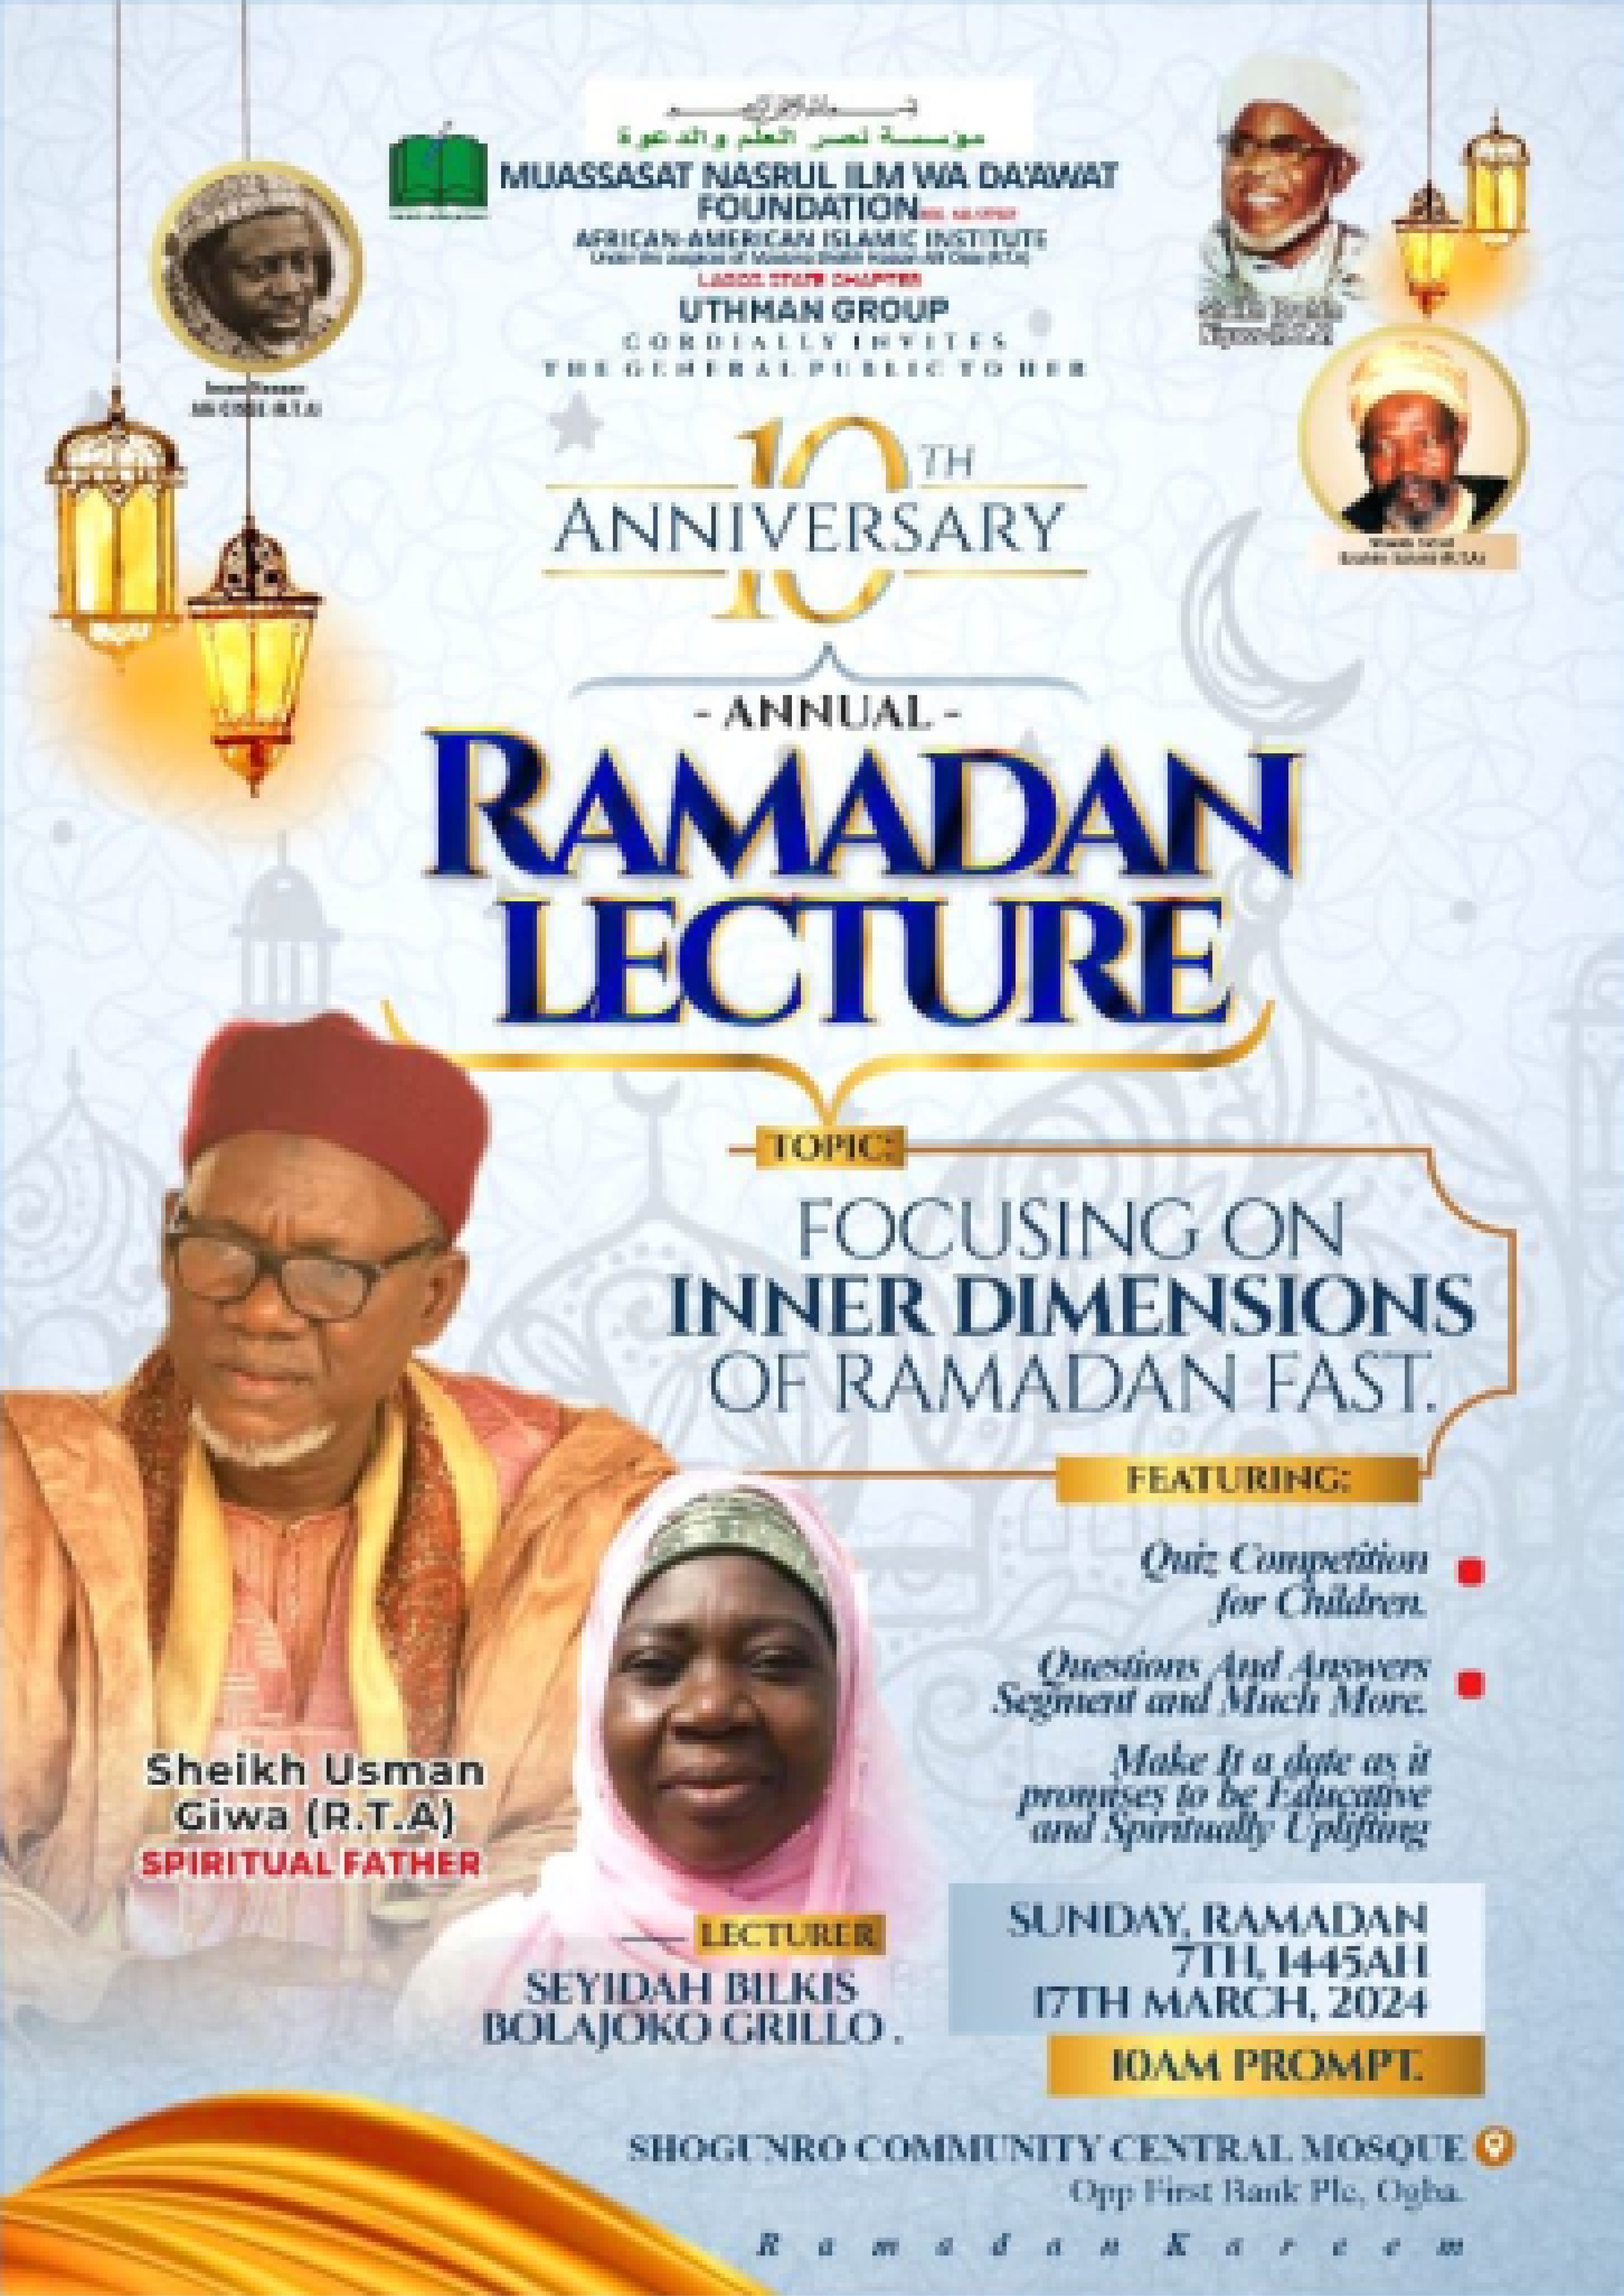 مؤسسة نصر العلم والدعوة
MUASSASAT NASRUL ILM WA DA'AWAT
FOUNDATION
AFRICAN-AMERICAN ISLAMIC INSTITUTE
LAGOS STATE CHAPTER
UTHMAN GROUP
CORDIALLY INVITES
THE GENERAL PUBLIC TO HER
10TH
ANNIVERSARY
- ANNUAL -
RAMADAN
LECTURE
TOPIC:
FOCUSING ON
INNER DIMENSIONS
OF RAMADAN FAST.
FEATURING:
Quiz Competition
for Children.
Questions And Answers
Segment and Much More.
Make It a date as it
promises to be Educative
and Spiritually Uplifting
Sheikh Usman
Giwa (R.T.A)
SPIRITUAL FATHER
LECTURER
SEYIDAH BILKIS
BOLAJOKO GRILLO .
SUNDAY, RAMADAN
7TH, 1445AH
17TH MARCH, 2024
10AM PROMPT.
SHOGUNRO COMMUNITY CENTRAL MOSQUE
Opp First Bank Plc, Ogba.
Ramadan Kareem